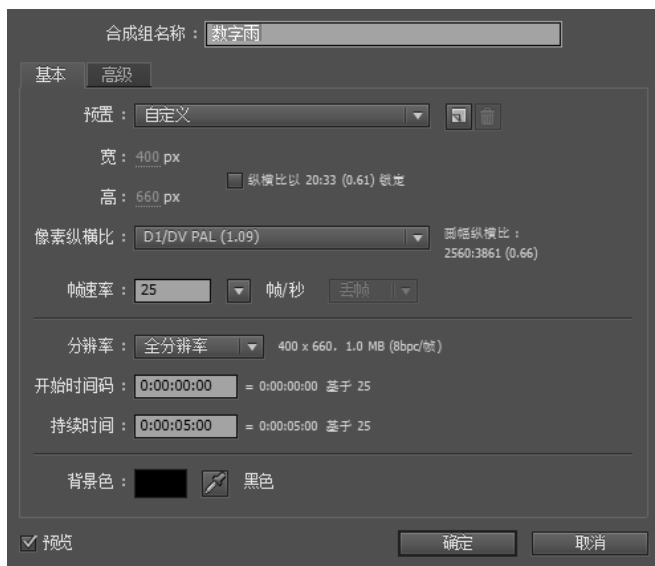 合成组名称： 数字雨
基本 高级
预置： 自定义
宽： 400 px
纵横比以 20:33 (0.61) 锁定
高： 660 px
像素纵横比： D1/DV PAL (1.09)
画幅纵横比：
2560:3861 (0.66)
帧速率： 25 帧/秒 丢帧
分辨率： 全分辨率 400 x 660，1.0 MB (8bpc/帧)
开始时间码： 0:00:00:00 = 0:00:00:00 基于 25
持续时间： 0:00:05:00 = 0:00:05:00 基于 25
背景色： 黑色
预览 确定 取消